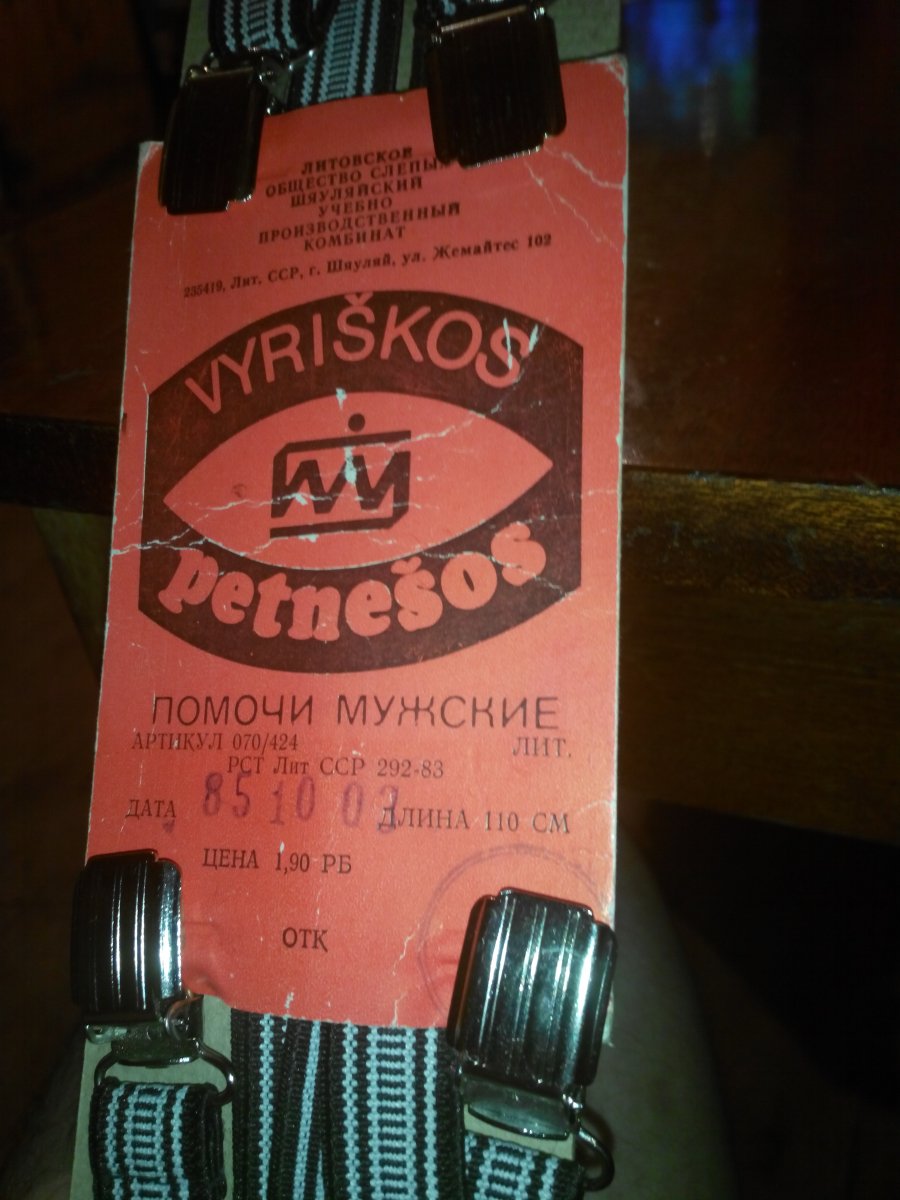 ЛИТОВСКОЕ
ОБЩЕСТВО
ШЯУЛЯЙСКИЙ
УЧЕБНО
ПРОИЗВОДСТВЕННЫЙ
КОМБИНАТ
235419, Лит. ССР, г. Шяуляй, ул. Жемайтес 102
VYRIŠKOS
petnešos
ПОМОЧИ МУЖСКИЕ
АРТИКУЛ 070/424 ЛИТ.
РСТ Лит ССР 292-83
ДАТА 85 10 03 ДЛИНА 110 СМ
ЦЕНА 1,90 РБ
ОТК